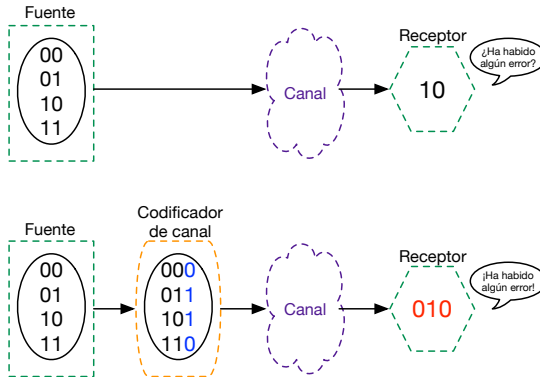 Fuente
00
01
10
11
Canal
Receptor
10
¿Ha habido
algún error?
Fuente
00
01
10
11
Codificador
de canal
000
011
101
110
Canal
Receptor
010
¡Ha habido
algún error!